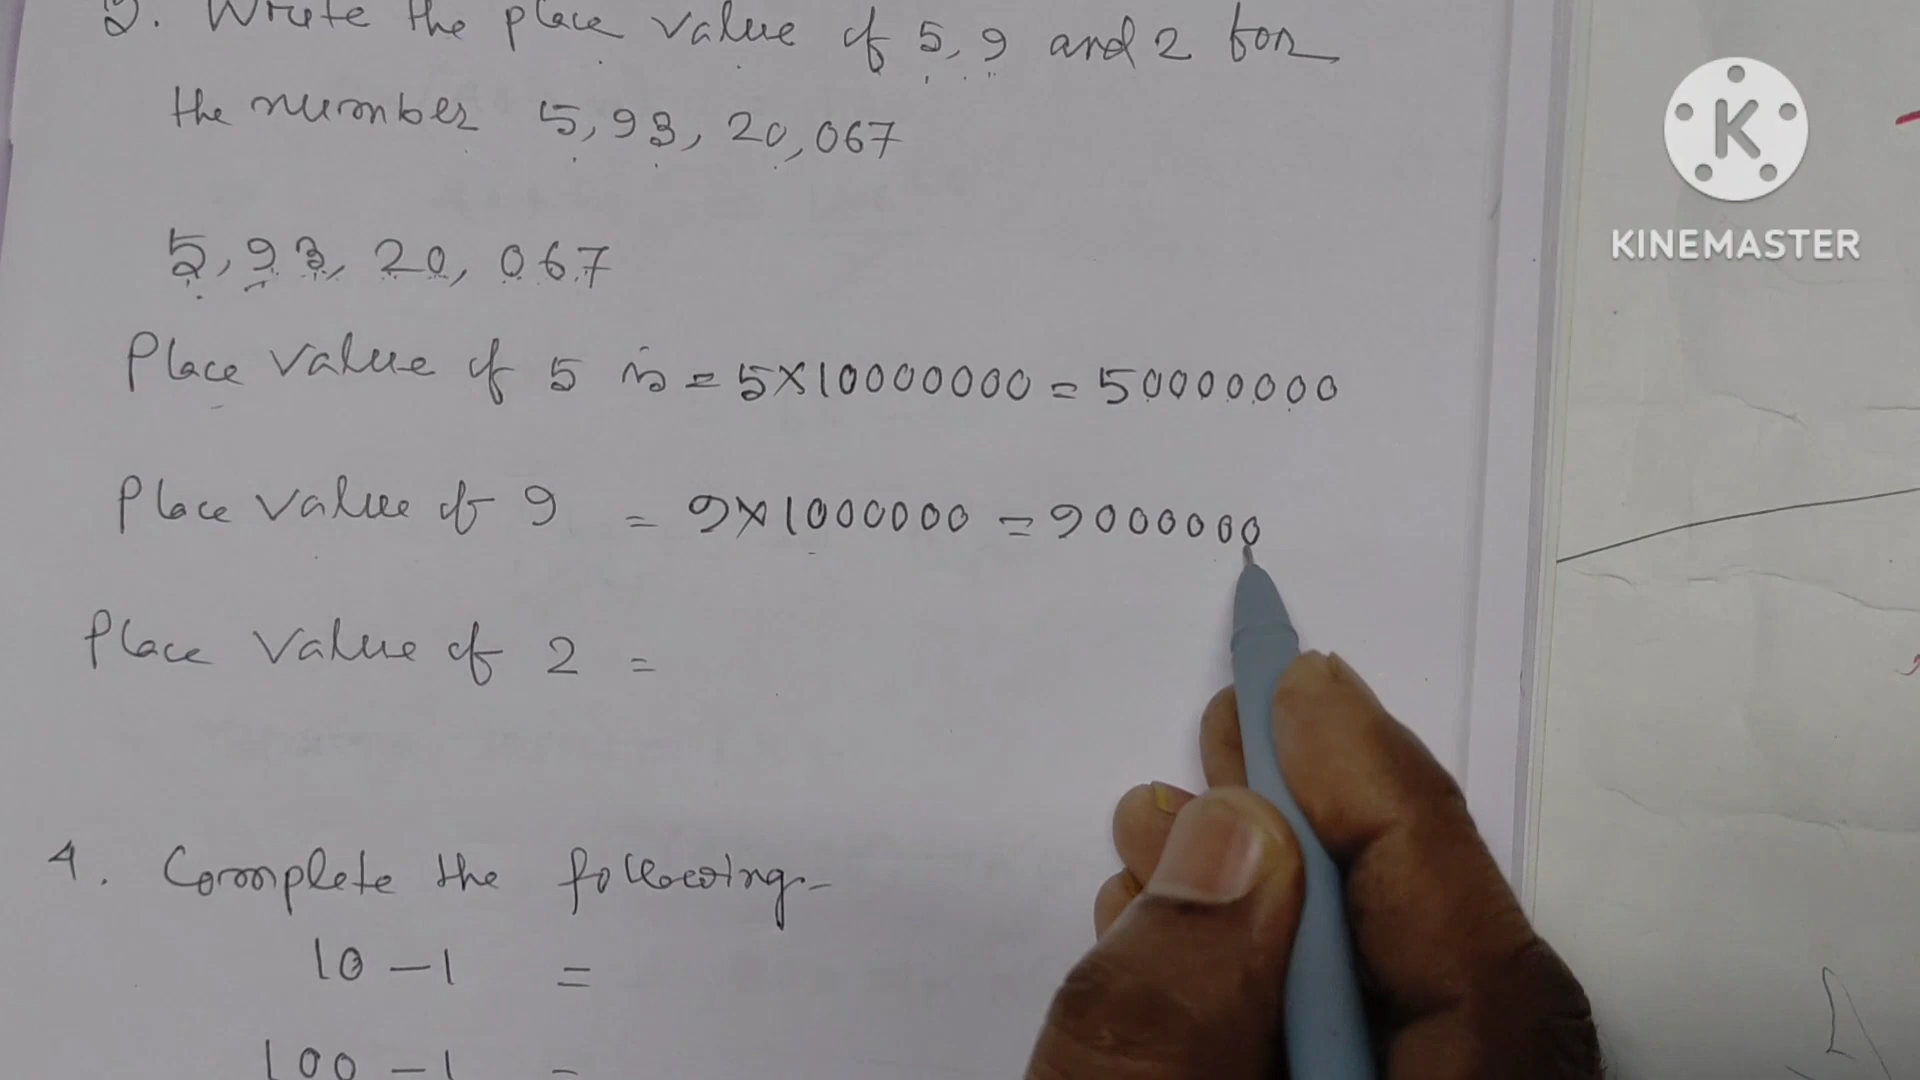 2. Write the place value of 5, 9 and 2 for
the number 5,93,20,067
5,93,20,067
Place value of 5 is = 5×10000000 = 50000000
Place value of 9 = 9×1000000 = 9000000
Place value of 2 =
4. Complete the following-
10-1 =
100-1 =
K
KINEMASTER